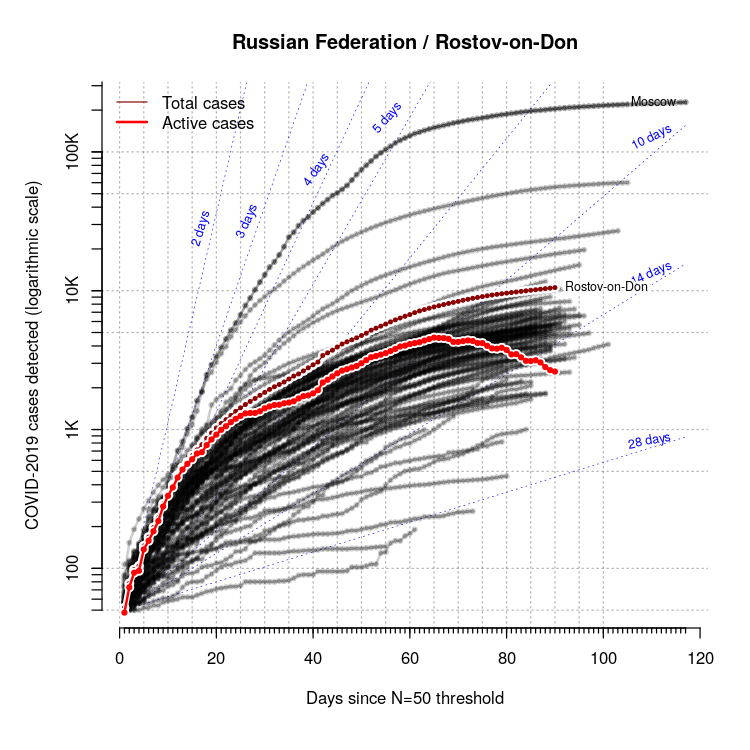 Russian Federation / Rostov-on-Don
Total cases
Active cases
Moscow
2 days
3 days
4 days
5 days
10 days
14 days
Rostov-on-Don
28 days
COVID-2019 cases detected (logarithmic scale)
100K
10K
1K
100
0 20 40 60 80 100 120
Days since N=50 threshold